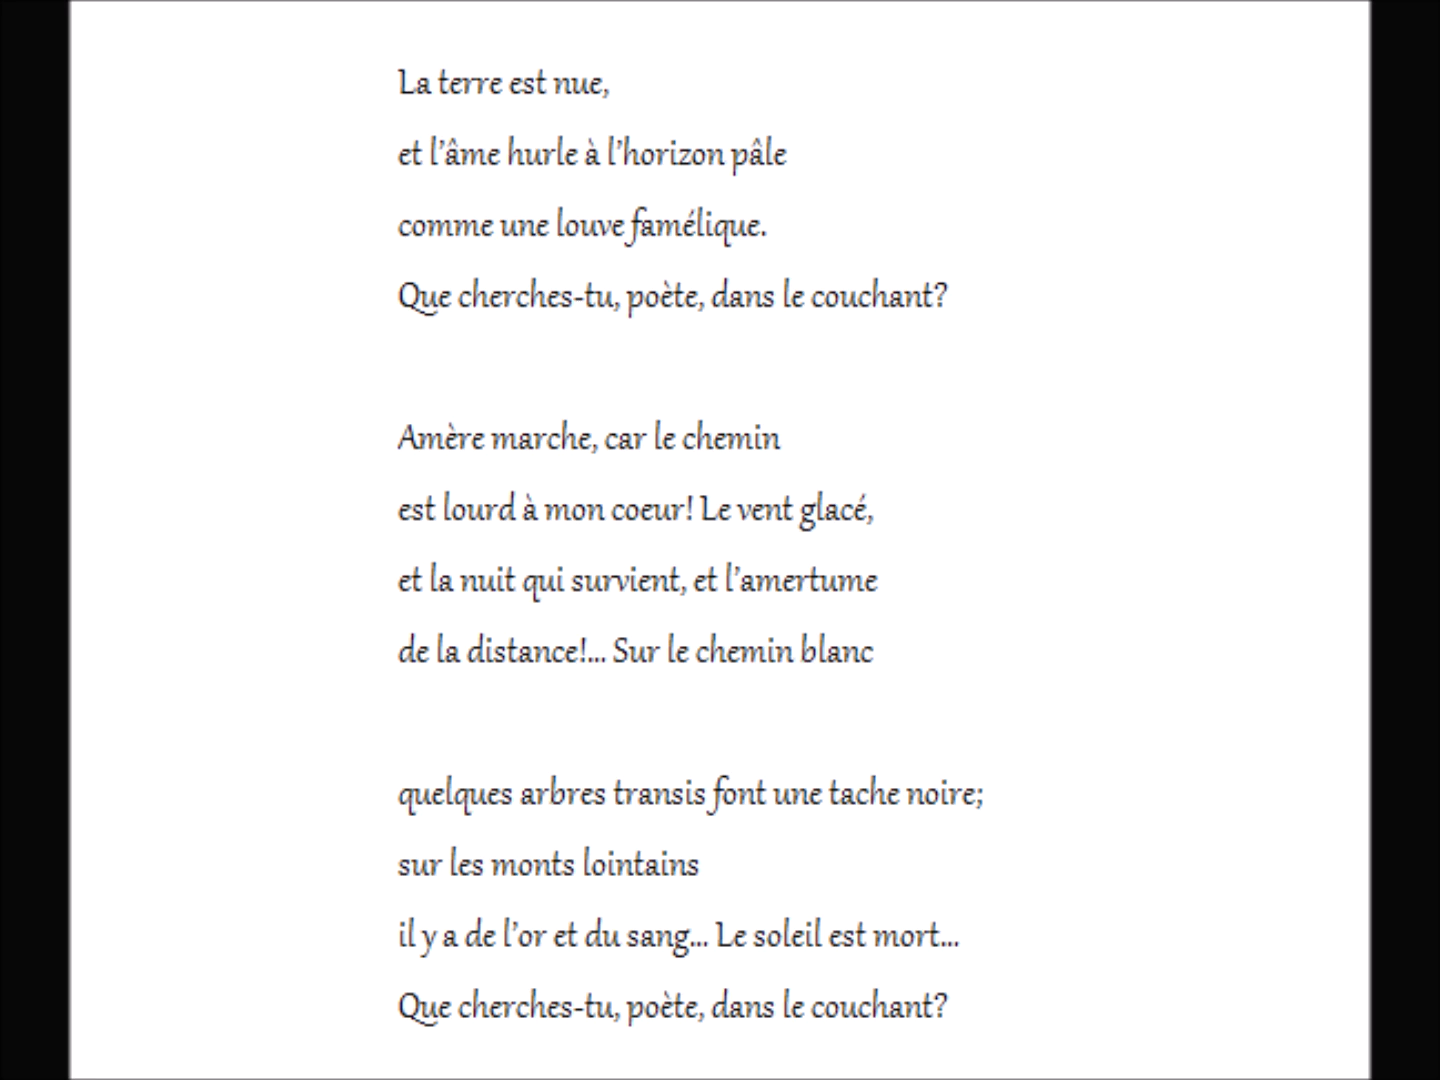 La terre est nue,
et l’âme hurle à l’horizon pâle
comme une louve famélique.
Que cherches-tu, poète, dans le couchant?
Amère marche, car le chemin
est lourd à mon coeur! Le vent glacé,
et la nuit qui survient, et l’amertume
de la distance!... Sur le chemin blanc
quelques arbres transis font une tache noire;
sur les monts lointains
il y a de l’or et du sang... Le soleil est mort...
Que cherches-tu, poète, dans le couchant?